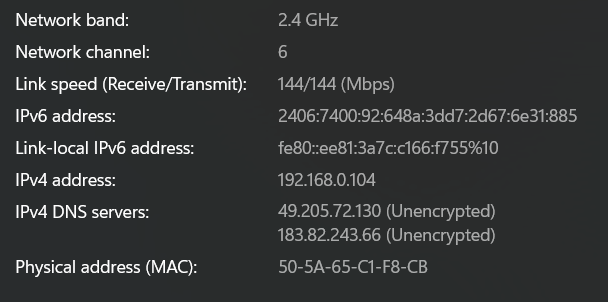 Network band: 2.4 GHz
Network channel: 6
Link speed (Receive/Transmit): 144/144 (Mbps)
IPv6 address: 2406:7400:92:648a:3dd7:2d67:6e31:885
Link-local IPv6 address: fe80::ee81:3a7c:c166:f755%10
IPv4 address: 192.168.0.104
IPv4 DNS servers: 49.205.72.130 (Unencrypted)
183.82.243.66 (Unencrypted)
Physical address (MAC): 50-5A-65-C1-F8-CB